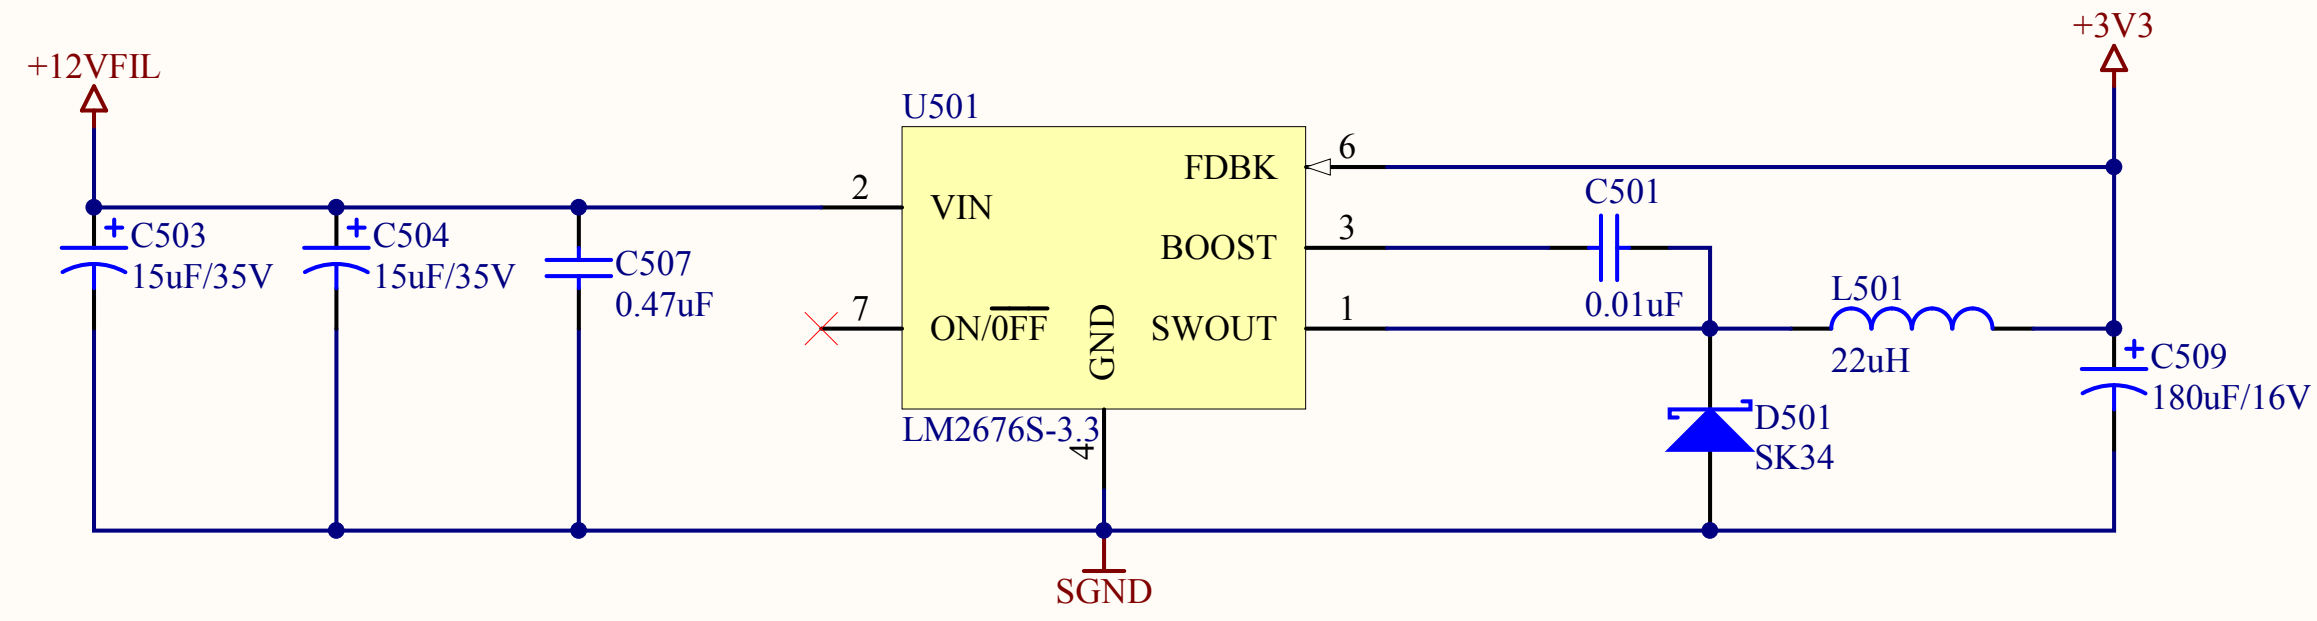 +12VFIL
+3V3
U501
FDBK
6
C501
2
VIN
3
BOOST
+ C503
15uF/35V
+ C504
15uF/35V
C507
0.47uF
0.01uF
7
ON/0FF
GND
SWOUT
1
L501
22uH
+ C509
180uF/16V
LM2676S-3.3
4
D501
SK34
SGND